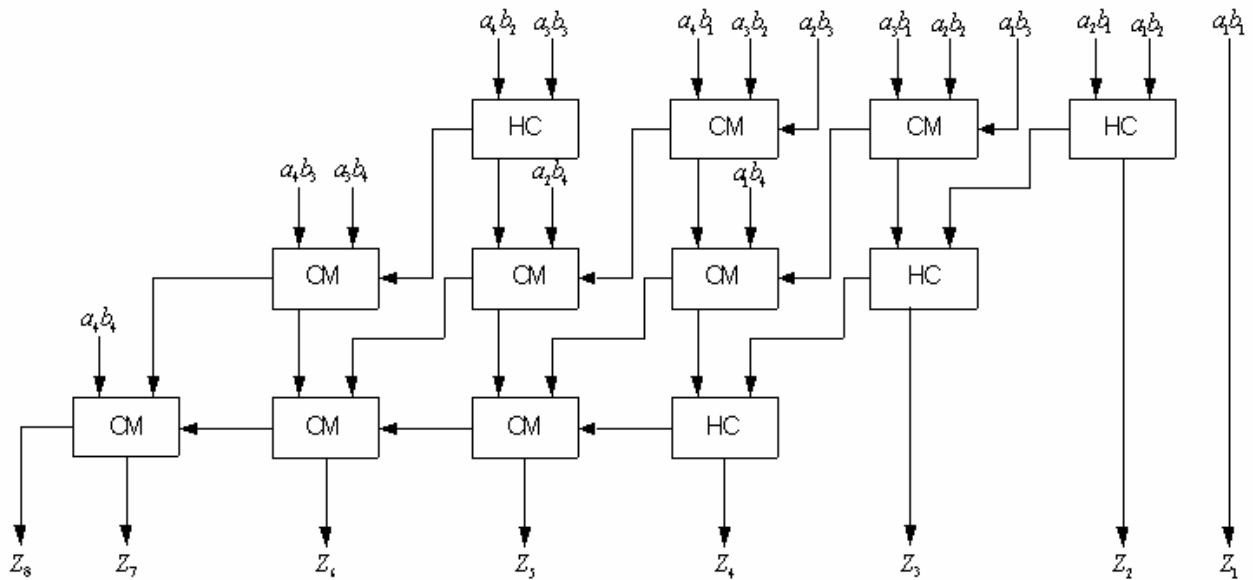 a₄b₂ a₃b₃ a₄b₁ a₃b₂ a₂b₃ a₃b₁ a₂b₂ a₁b₃ a₂b₁ a₁b₂ a₁b₁
HC CM CM HC
a₄b₃ a₃b₄ a₂b₄ a₁b₄
CM CM CM HC
a₄b₄
CM CM CM HC
Z₈ Z₇ Z₆ Z₅ Z₄ Z₃ Z₂ Z₁